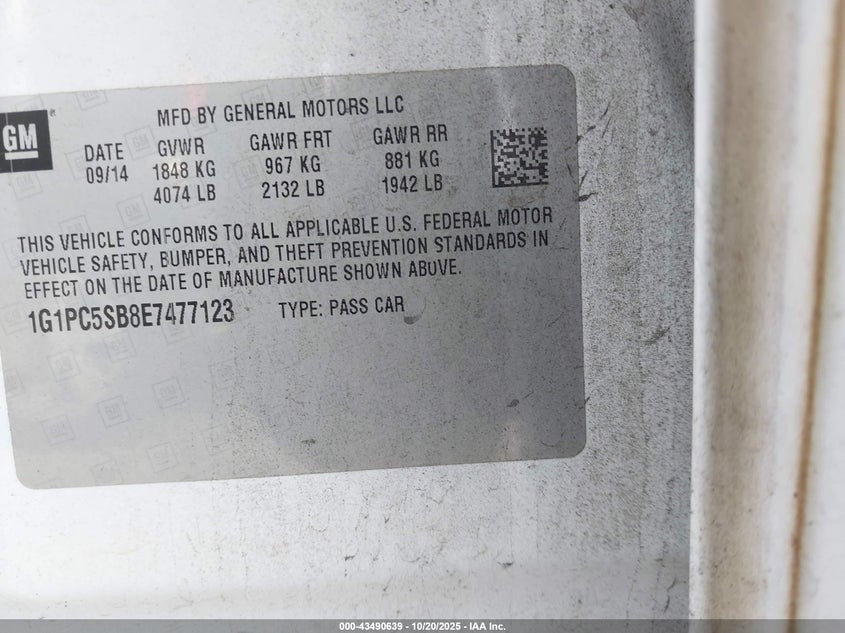 GM
MFD BY GENERAL MOTORS LLC
DATE GVWR GAWR FRT GAWR RR
09/14 1848 KG 967 KG 881 KG
4074 LB 2132 LB 1942 LB
THIS VEHICLE CONFORMS TO ALL APPLICABLE U.S. FEDERAL MOTOR
VEHICLE SAFETY, BUMPER, AND THEFT PREVENTION STANDARDS IN
EFFECT ON THE DATE OF MANUFACTURE SHOWN ABOVE.
1G1PC5SB8E7477123 TYPE: PASS CAR
000-43490639 - 10/20/2025 - IAA Inc.